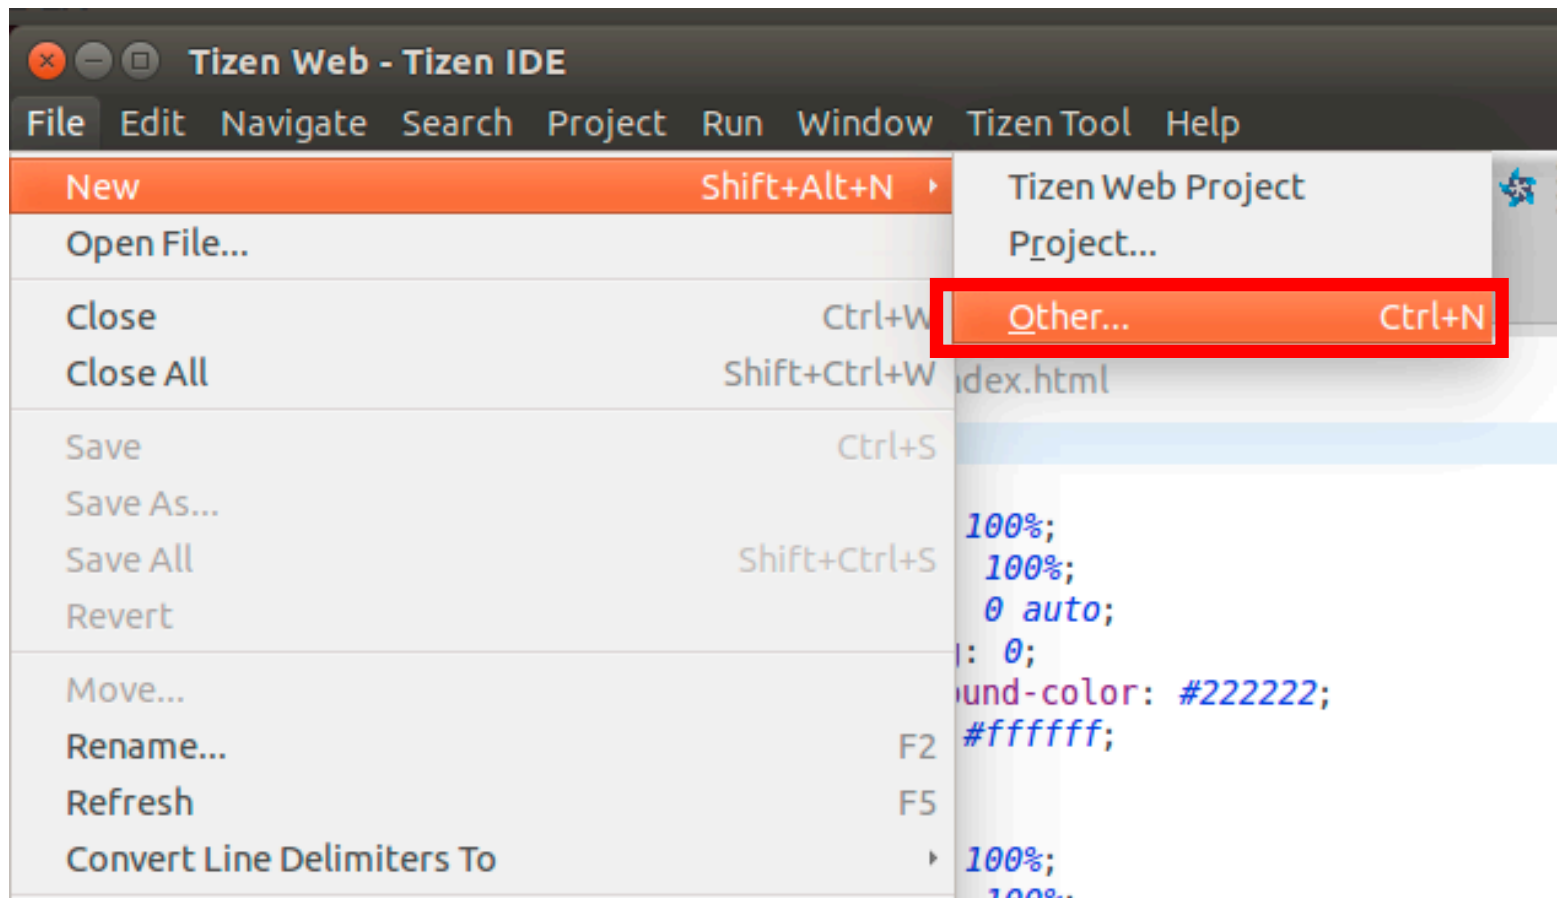 Tizen Web - Tizen IDE
File Edit Navigate Search Project Run Window Tizen Tool Help
New Shift+Alt+N
Open File...
Close Ctrl+W
Close All Shift+Ctrl+W
Save Ctrl+S
Save As...
Save All Shift+Ctrl+S
Revert
Move...
Rename... F2
Refresh F5
Convert Line Delimiters To
Tizen Web Project
Project...
Other... Ctrl+N
ndex.html
100%;
100%;
0 auto;
: 0;
und-color: #222222;
#ffffff;
100%;
100%;